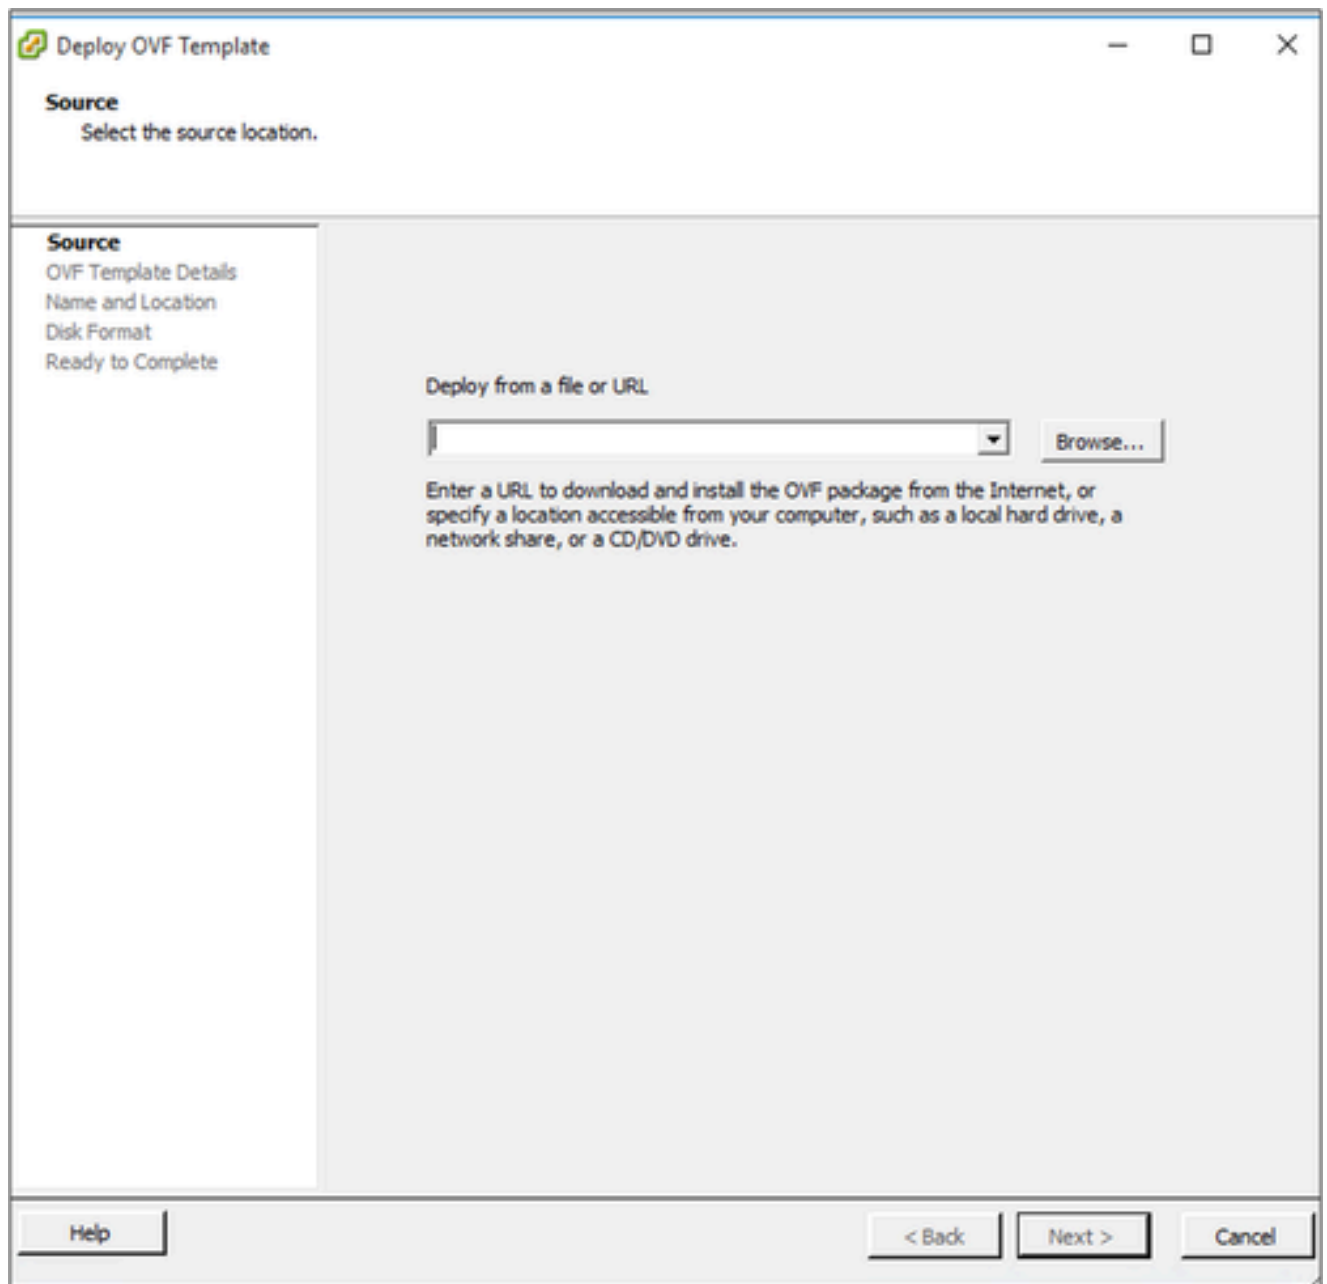 Deploy OVF Template
Source
Select the source location.
Source
OVF Template Details
Name and Location
Disk Format
Ready to Complete
Deploy from a file or URL
Browse...
Enter a URL to download and install the OVF package from the Internet, or
specify a location accessible from your computer, such as a local hard drive, a
network share, or a CD/DVD drive.
Help
< Back
Next >
Cancel